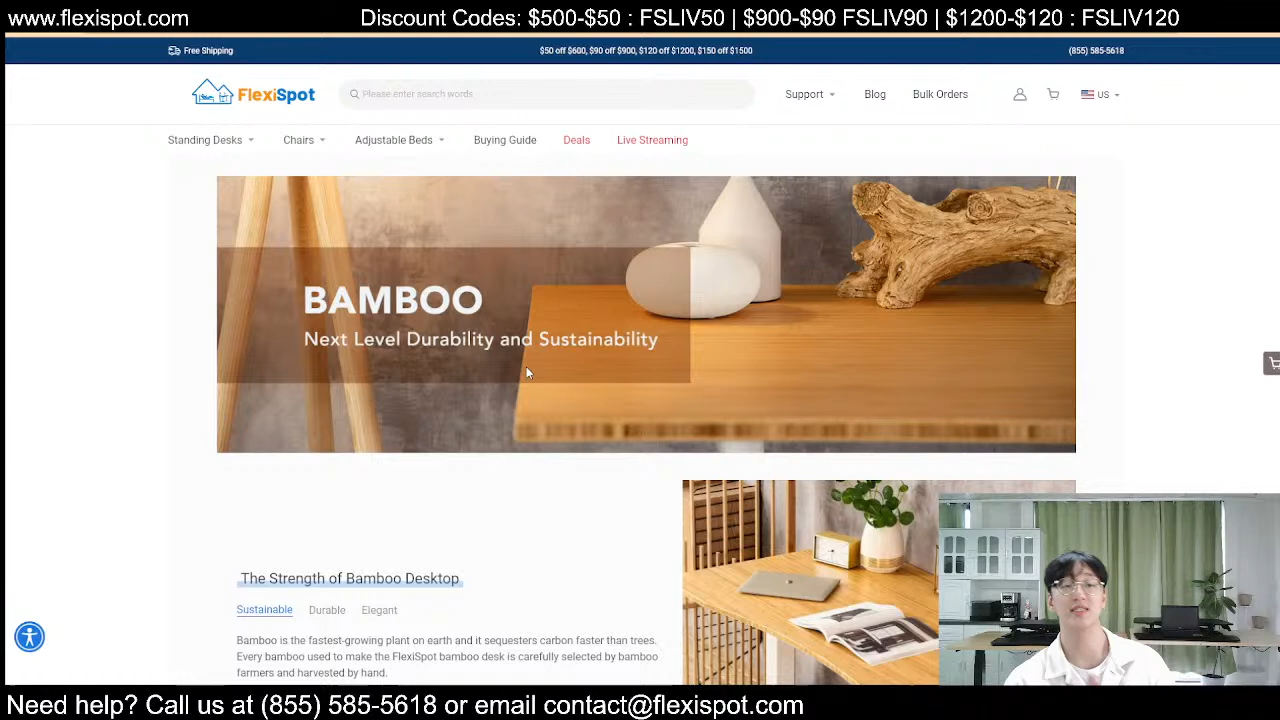 www.flexispot.com
Discount Codes: $500-$50 : FSLIV50 | $900-$90 FSLIV90 | $1200-$120 : FSLIV120
Free Shipping
$50 off $600, $90 off $900, $120 off $1200, $150 off $1500
(855) 585-5618
FlexiSpot
Please enter search words
Support
Blog
Bulk Orders
US
Standing Desks
Chairs
Adjustable Beds
Buying Guide
Deals
Live Streaming
BAMBOO
Next Level Durability and Sustainability
The Strength of Bamboo Desktop
Sustainable
Durable
Elegant
Bamboo is the fastest-growing plant on earth and it sequesters carbon faster than trees.
Every bamboo used to make the FlexiSpot bamboo desk is carefully selected by bamboo
farmers and harvested by hand.
Need help? Call us at (855) 585-5618 or email contact@flexispot.com